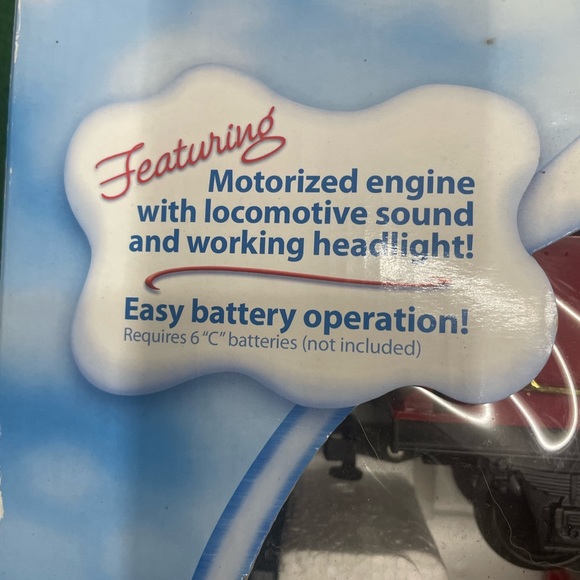 Featuring
Motorized engine
with locomotive sound
and working headlight!
Easy battery operation!
Requires 6 "C" batteries (not included)